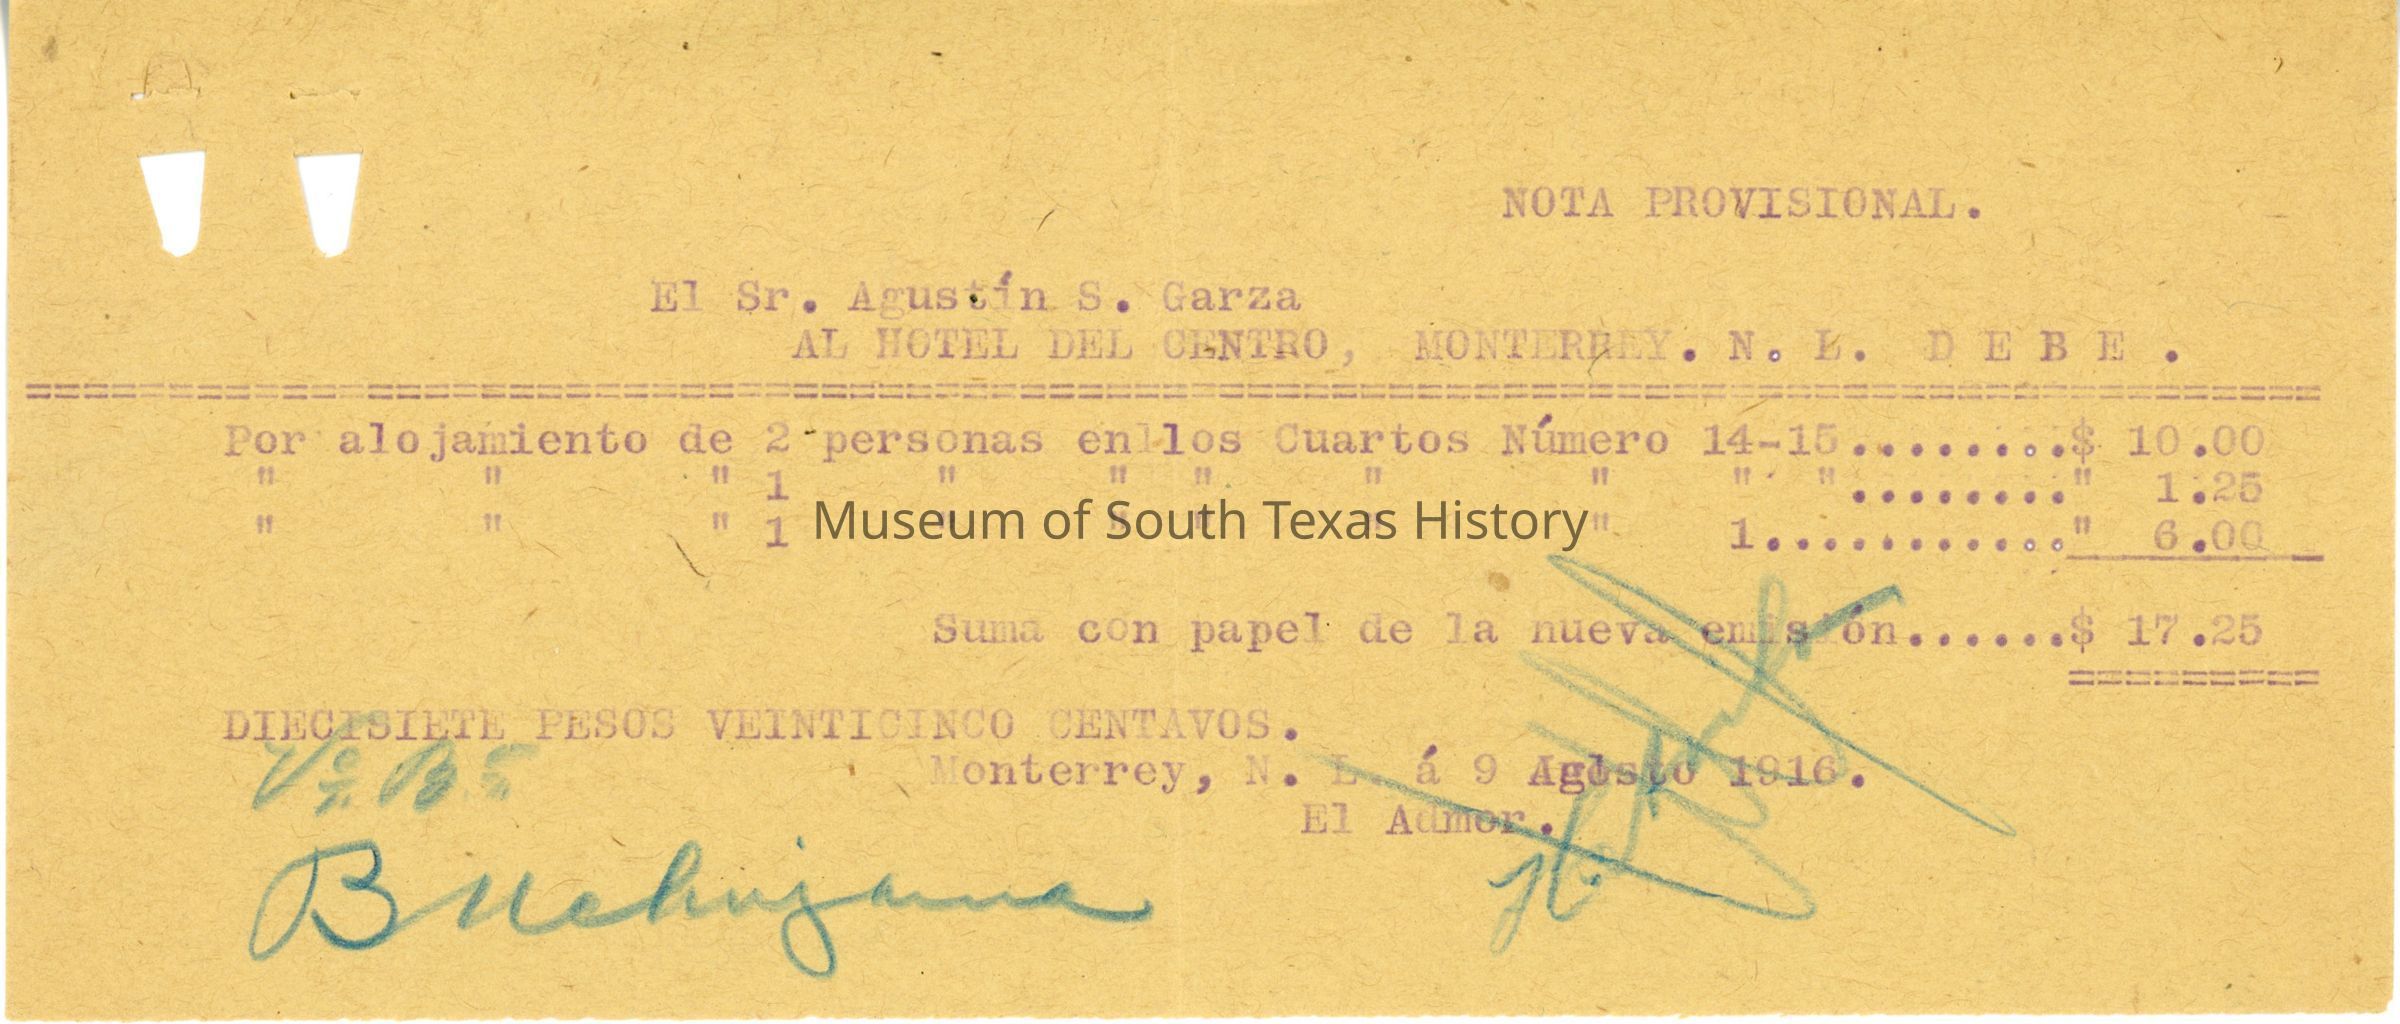 NOTA PROVISIONAL.
El Sr. Agustín S. Garza
AL HOTEL DEL CENTRO, MONTERREY. N. L. D E B E .
================================================================================
Por alojamiento de 2 personas en los Cuartos Número 14-15........$ 10.00
" " " 1 " " " " " " "........" 1.25
" " " 1 " " " " " 1............." 6.00
Museum of South Texas History
Suma con papel de la nueva emisión......$ 17.25
=========
DIECISIETE PESOS VEINTICINCO CENTAVOS.
Monterrey, N. L. á 9 Agosto 1916.
Vo. Bo.
El Admor.